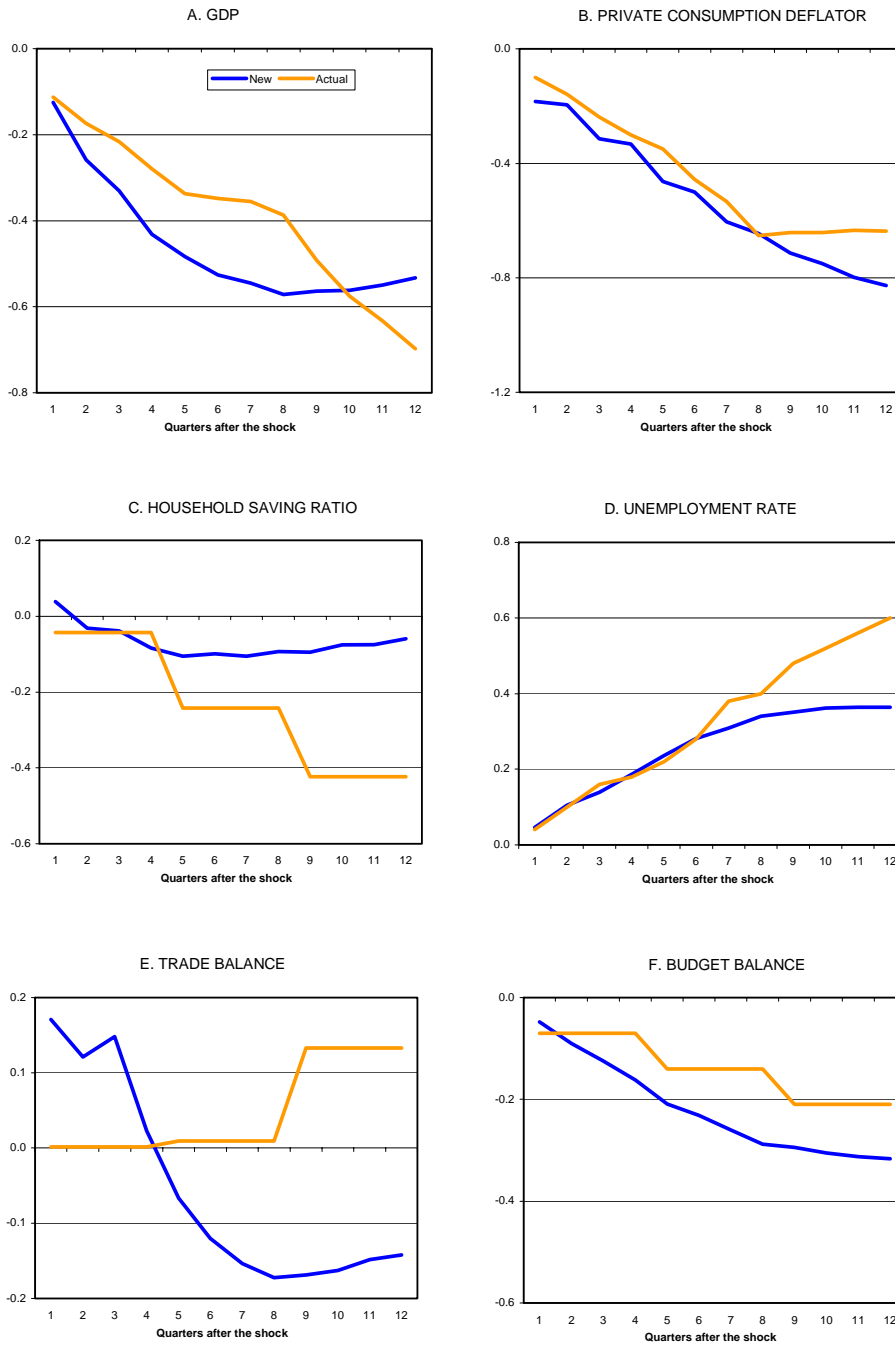 A. GDP
0.0
-0.2
-0.4
-0.6
-0.8
New Actual
1 2 3 4 5 6 7 8 9 10 11 12
Quarters after the shock
B. PRIVATE CONSUMPTION DEFLATOR
0.0
-0.4
-0.8
-1.2
1 2 3 4 5 6 7 8 9 10 11 12
Quarters after the shock
C. HOUSEHOLD SAVING RATIO
0.2
0.0
-0.2
-0.4
-0.6
1 2 3 4 5 6 7 8 9 10 11 12
Quarters after the shock
D. UNEMPLOYMENT RATE
0.8
0.6
0.4
0.2
0.0
1 2 3 4 5 6 7 8 9 10 11 12
Quarters after the shock
E. TRADE BALANCE
0.2
0.1
0.0
-0.1
-0.2
1 2 3 4 5 6 7 8 9 10 11 12
Quarters after the shock
F. BUDGET BALANCE
0.0
-0.2
-0.4
-0.6
1 2 3 4 5 6 7 8 9 10 11 12
Quarters after the shock